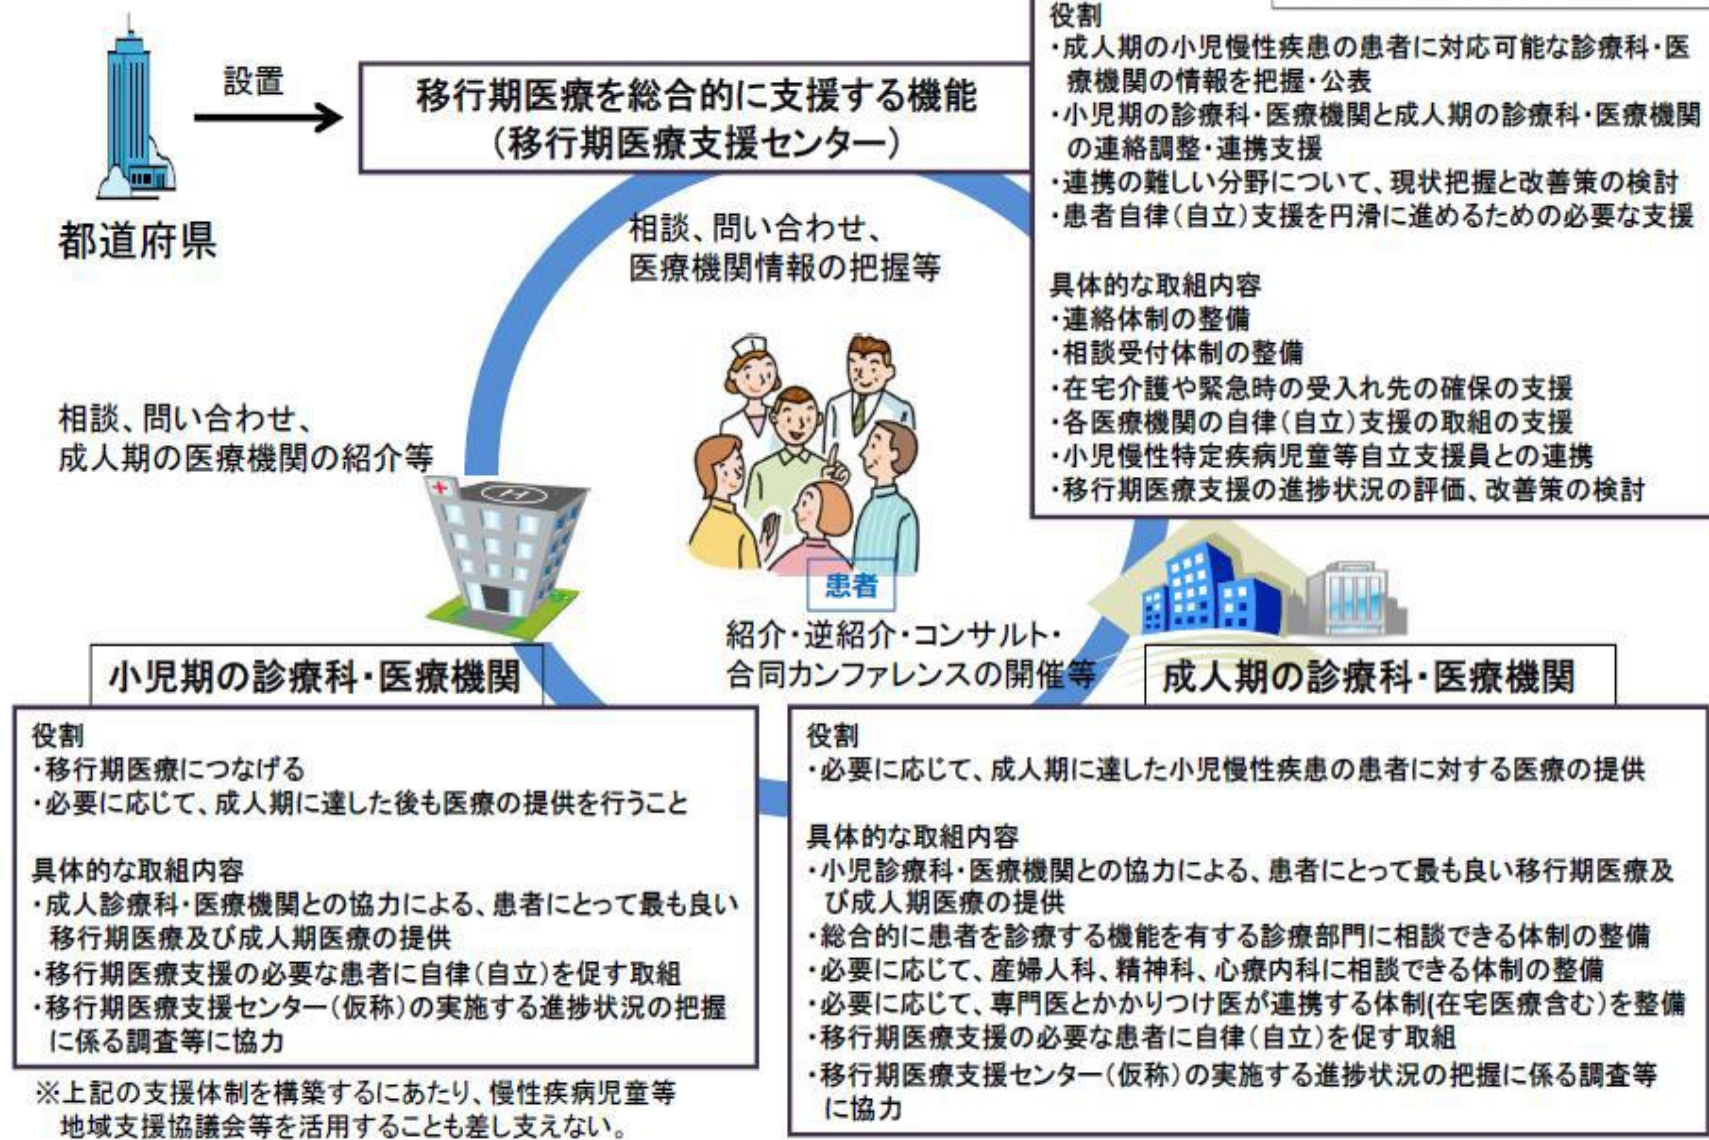 都道府県
設置
移行期医療を総合的に支援する機能
（移行期医療支援センター）
役割
・成人期の小児慢性疾患の患者に対応可能な診療科・医
療機関の情報を把握・公表
・小児期の診療科・医療機関と成人期の診療科・医療機関
の連絡調整・連携支援
・連携の難しい分野について、現状把握と改善策の検討
・患者自律（自立）支援を円滑に進めるための必要な支援
具体的な取組内容
・連絡体制の整備
・相談受付体制の整備
・在宅介護や緊急時の受入れ先の確保の支援
・各医療機関の自律（自立）支援の取組の支援
・小児慢性特定疾病児童等自立支援員との連携
・移行期医療支援の進捗状況の評価、改善策の検討
相談、問い合わせ、
医療機関情報の把握等
相談、問い合わせ、
成人期の医療機関の紹介等
H
患者
紹介・逆紹介・コンサルト・
合同カンファレンスの開催等
小児期の診療科・医療機関
役割
・移行期医療につなげる
・必要に応じて、成人期に達した後も医療の提供を行うこと
具体的な取組内容
・成人診療科・医療機関との協力による、患者にとって最も良い
移行期医療及び成人期医療の提供
・移行期医療支援の必要な患者に自律（自立）を促す取組
・移行期医療支援センター（仮称）の実施する進捗状況の把握
に係る調査等に協力
成人期の診療科・医療機関
役割
・必要に応じて、成人期に達した小児慢性疾患の患者に対する医療の提供
具体的な取組内容
・小児診療科・医療機関との協力による、患者にとって最も良い移行期医療及
び成人期医療の提供
・総合的に患者を診療する機能を有する診療部門に相談できる体制の整備
・必要に応じて、産婦人科、精神科、心療内科に相談できる体制の整備
・必要に応じて、専門医とかかりつけ医が連携する体制(在宅医療含む）を整備
・移行期医療支援の必要な患者に自律（自立）を促す取組
・移行期医療支援センター（仮称）の実施する進捗状況の把握に係る調査等
に協力
※上記の支援体制を構築するにあたり、慢性疾病児童等
地域支援協議会等を活用することも差し支えない。